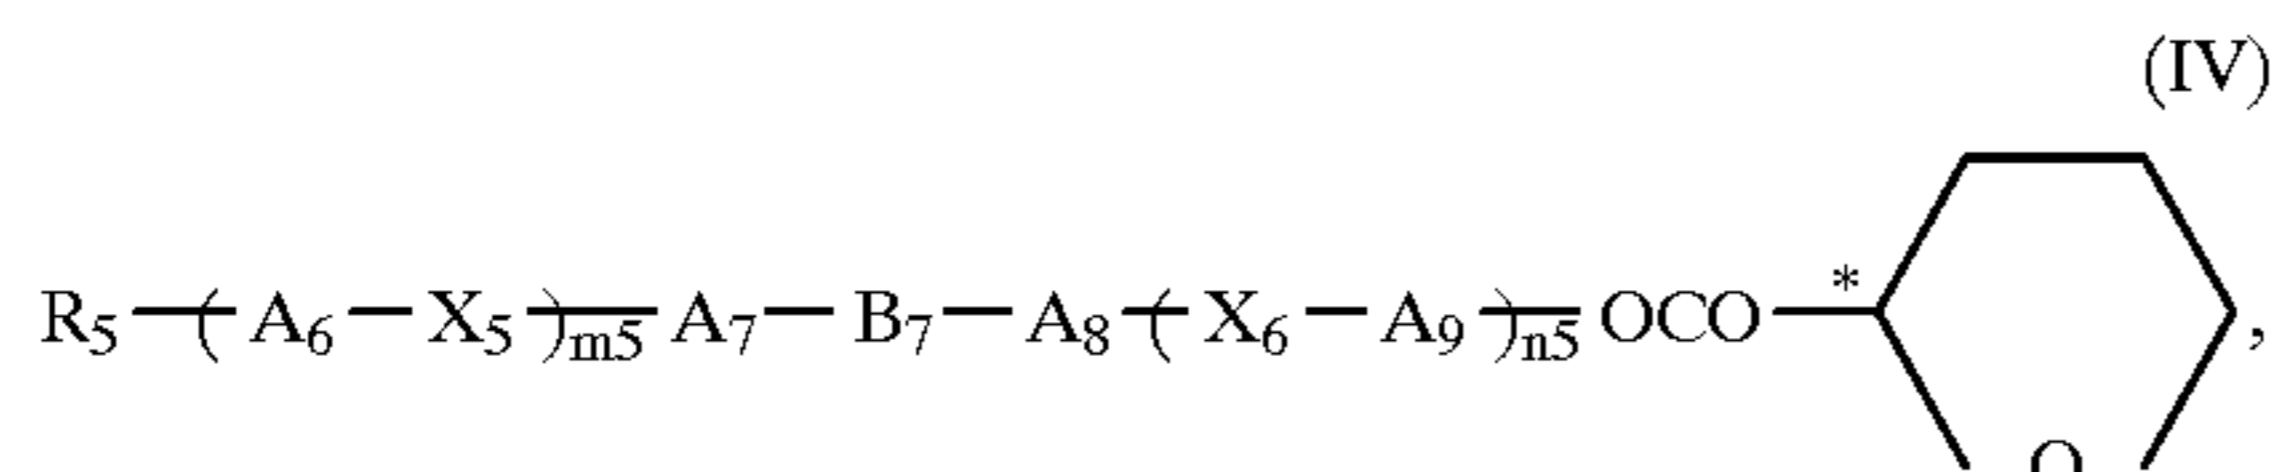 (IV)
R5—(A6—X5)m5—A7—B7—A8—(X6—A9)n5—OCO—*,
O